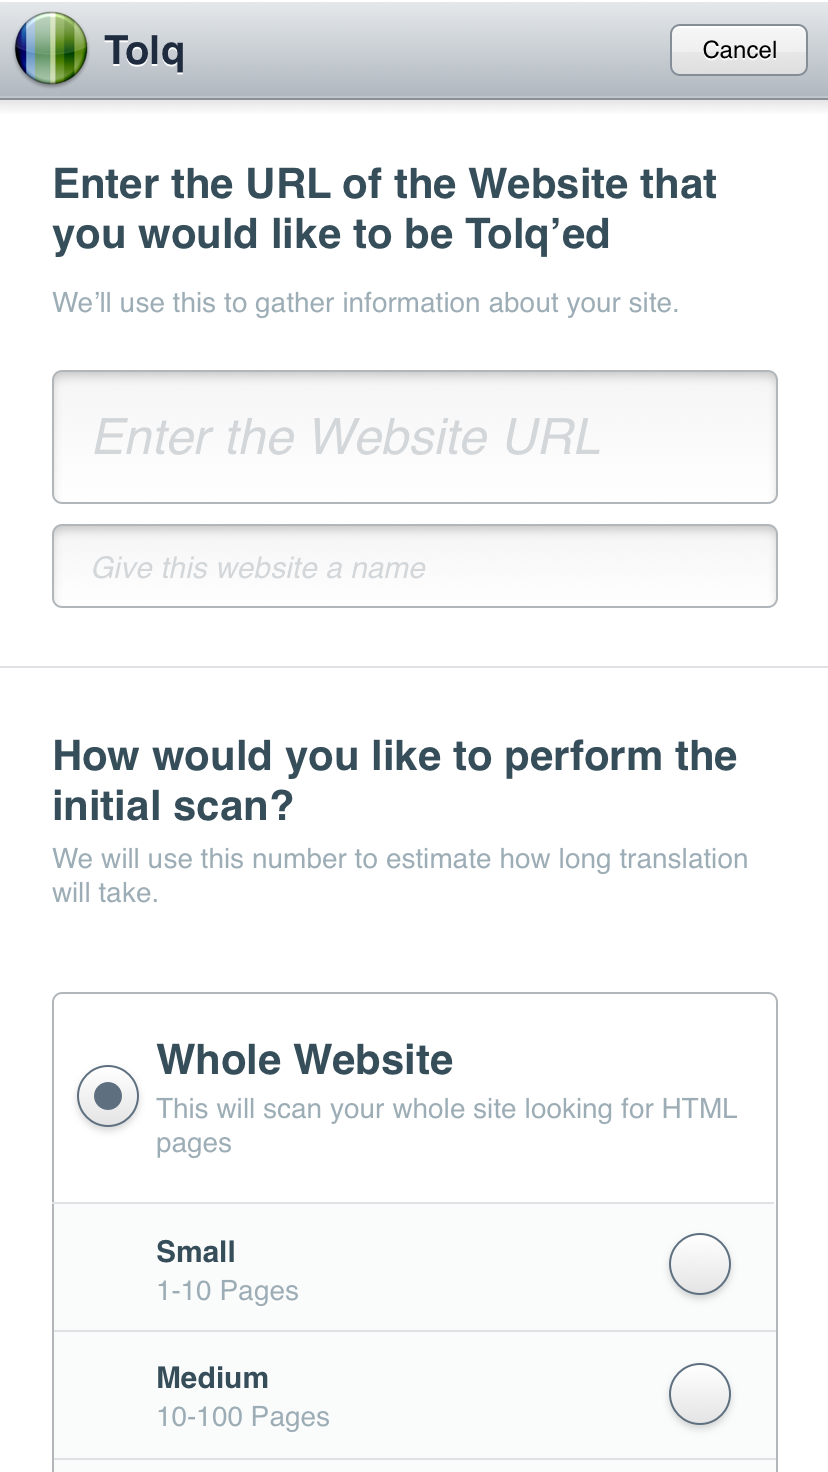 Tolq
Cancel
Enter the URL of the Website that
you would like to be Tolq’ed
We’ll use this to gather information about your site.
Enter the Website URL
Give this website a name
How would you like to perform the
initial scan?
We will use this number to estimate how long translation
will take.
Whole Website
This will scan your whole site looking for HTML
pages
Small
1-10 Pages
Medium
10-100 Pages